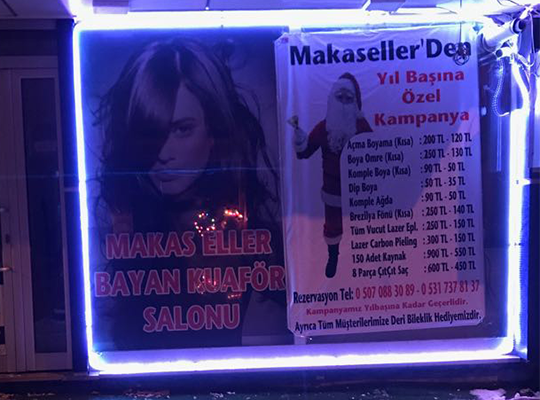 MAKAS ELLER
BAYAN KUAFÖR
SALONU
Makaseller'Den
Yıl Başına
Özel
Kampanya
Açma Boyama (Kısa) : 200 TL - 120 TL
Boya Omre (Kısa) : 250 TL - 130 TL
Komple Boya (Kısa) : 90 TL - 50 TL
Dip Boya : 50 TL - 35 TL
Komple Ağda : 90 TL - 50 TL
Brezilya Fönü (Kısa) : 250 TL - 140 TL
Tüm Vucut Lazer Epl. : 250 TL - 150 TL
Lazer Carbon Pieling : 300 TL - 150 TL
150 Adet Kaynak : 900 TL - 550 TL
8 Parça ÇıtÇıt Saç : 600 TL - 450 TL
Rezervasyon Tel: 0 507 088 30 89 - 0 531 737 81 37
Kampanyamız Yılbaşına Kadar Geçerlidir.
Ayrıca Tüm Müşterilerimize Deri Bileklik Hediyemizdir.